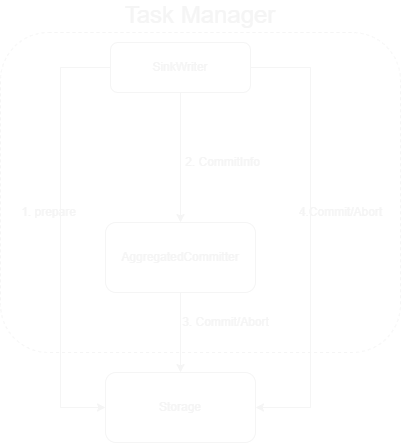 Task Manager
SinkWriter
2. CommitInfo
1. prepare
4.Commit/Abort
AggregatedCommitter
3. Commit/Abort
Storage